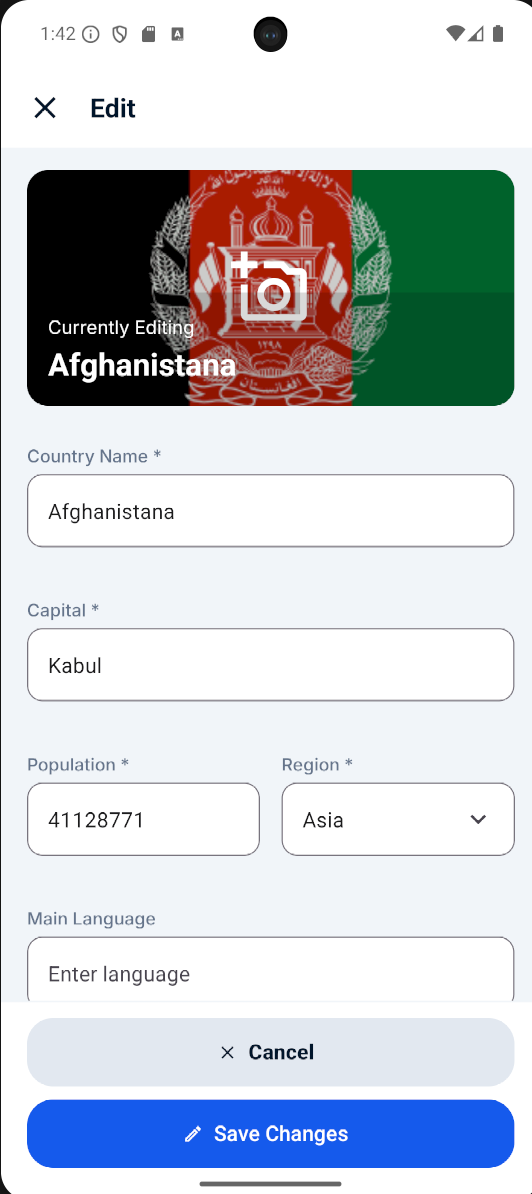 1:42
Edit
Currently Editing
Afghanistana
Country Name *
Afghanistana
Capital *
Kabul
Population *
Region *
41128771
Asia
Main Language
Enter language
Cancel
Save Changes